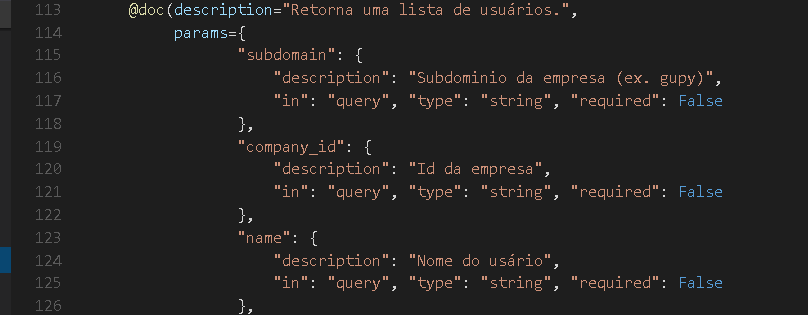 113 @doc(description="Retorna uma lista de usuários.",
114 params={
115 "subdomain": {
116 "description": "Subdominio da empresa (ex. gupy)",
117 "in": "query", "type": "string", "required": False
118 },
119 "company_id": {
120 "description": "Id da empresa",
121 "in": "query", "type": "string", "required": False
122 },
123 "name": {
124 "description": "Nome do usário",
125 "in": "query", "type": "string", "required": False
126 },